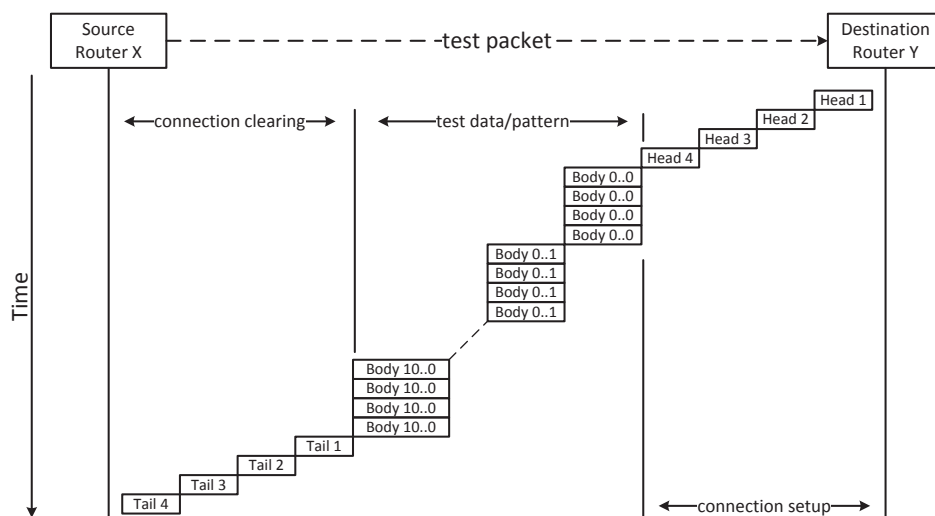 Source
Router X
test packet
Destination
Router Y
Head 1
connection clearing
test data/pattern
Head 2
Head 3
Head 4
Body 0..0
Body 0..0
Body 0..0
Body 0..0
Body 0..1
Body 0..1
Body 0..1
Body 0..1
Time
Body 10..0
Body 10..0
Body 10..0
Body 10..0
Tail 1
Tail 2
Tail 3
Tail 4
connection setup